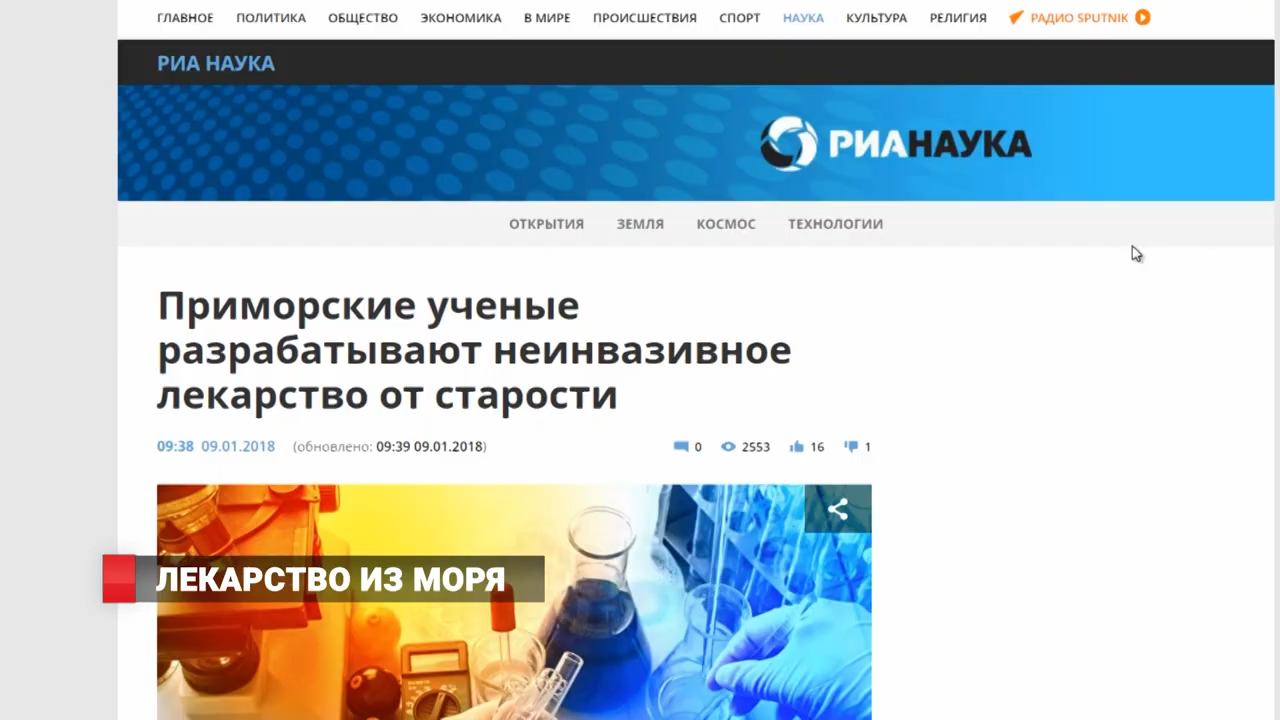 ГЛАВНОЕ ПОЛИТИКА ОБЩЕСТВО ЭКОНОМИКА В МИРЕ ПРОИСШЕСТВИЯ СПОРТ НАУКА КУЛЬТУРА РЕЛИГИЯ РАДИО SPUTNIK
РИА НАУКА
РИАНАУКА
ОТКРЫТИЯ ЗЕМЛЯ КОСМОС ТЕХНОЛОГИИ
Приморские ученые
разрабатывают неинвазивное
лекарство от старости
09:38 09.01.2018 (обновлено: 09:39 09.01.2018) 0 2553 16 1
ЛЕКАРСТВО ИЗ МОРЯ